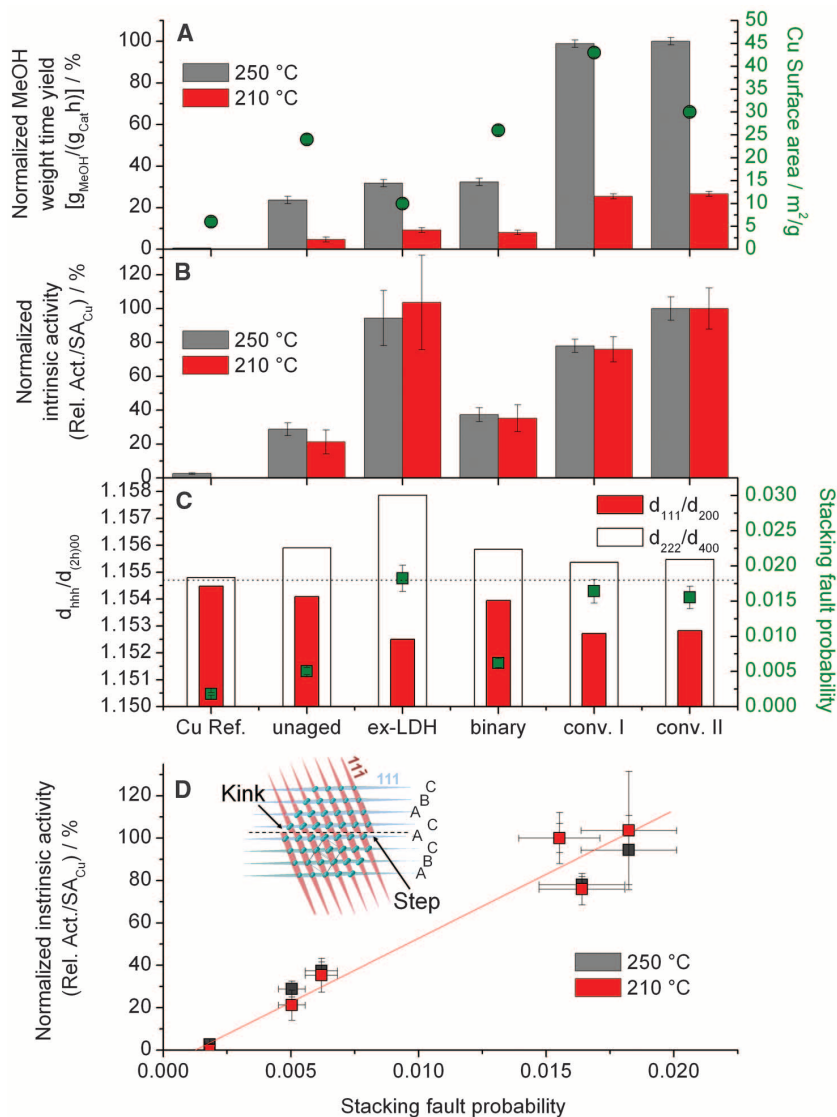 A
Normalized MeOH
weight time yield
[gMeOH/(gCat h)] / %
100
80
60
40
20
0
250 °C
210 °C
50
45
40
35
30
25
20
15
10
5
0
Cu Surface area / m²/g
B
Normalized
intrinsic activity
(Rel. Act./SACu) / %
120
100
80
60
40
20
0
250 °C
210 °C
C
dhhh/d(2h)00
1.158
1.157
1.156
1.155
1.154
1.153
1.152
1.151
1.150
d111/d200
d222/d400
0.030
0.025
0.020
0.015
0.010
0.005
0.000
Stacking fault probability
Cu Ref. unaged ex-LDH binary conv. I conv. II
D
Normalized instrinsic activity
(Rel. Act./SACu) / %
120
100
80
60
40
20
0
111̄
111
Kink
Step
C
B
A
C
A
C
B
A
250 °C
210 °C
0.000 0.005 0.010 0.015 0.020
Stacking fault probability